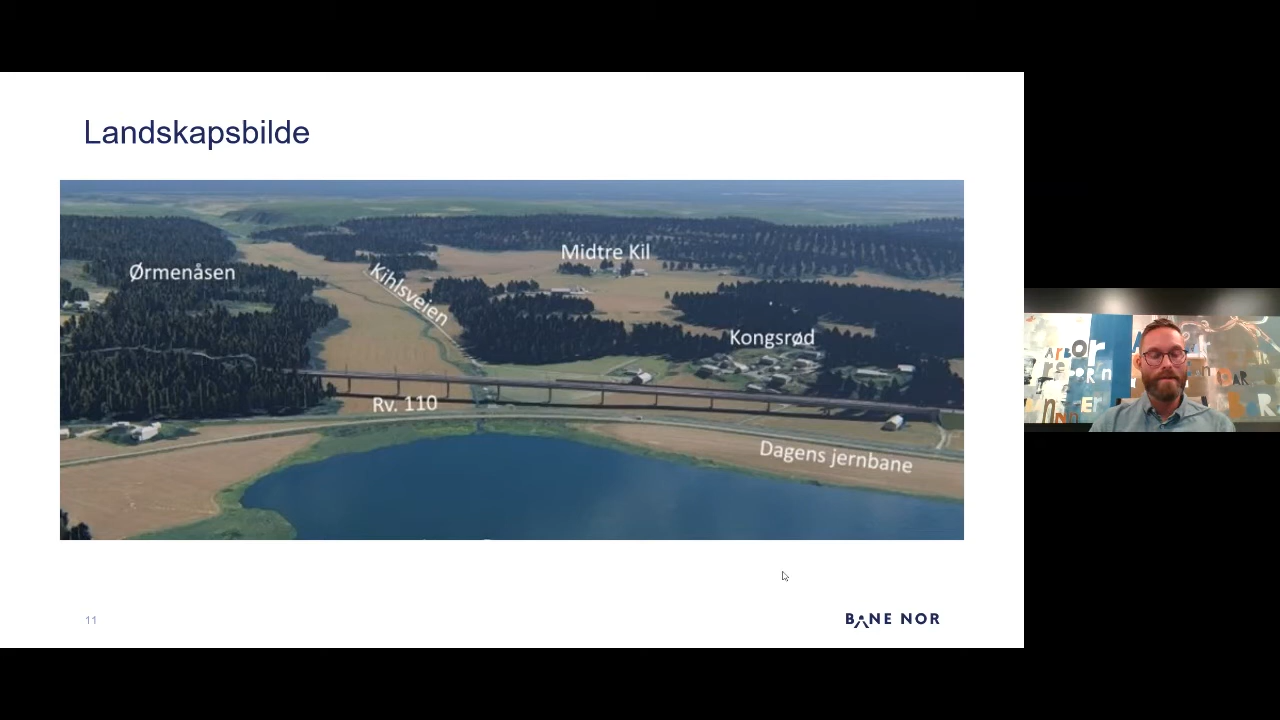 Landskapsbilde
Midtre Kil
Ørmenåsen
Kihlsveien
Kongsrød
Rv. 110
Dagens jernbane
11
BANE NOR